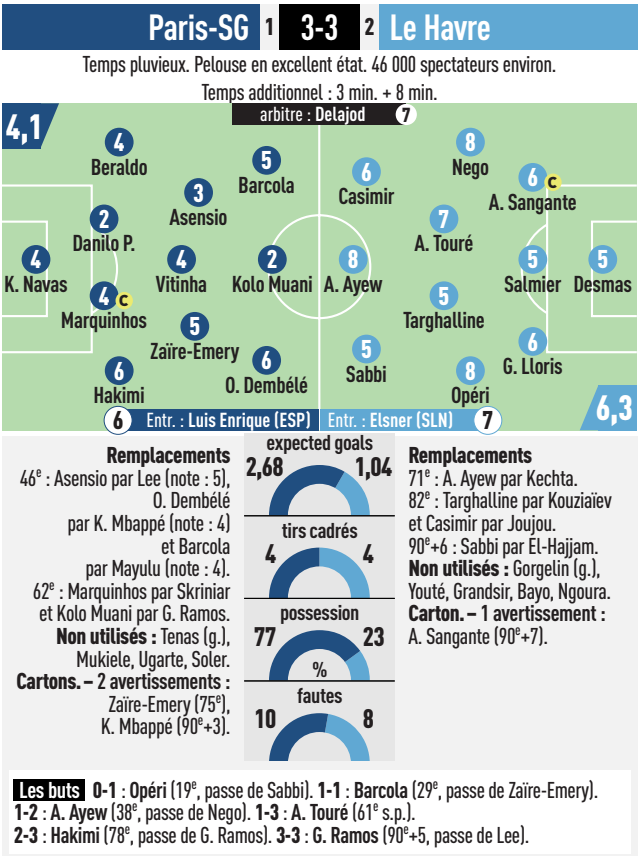 Paris-SG 1 3-3 2 Le Havre
Temps pluvieux. Pelouse en excellent état. 46 000 spectateurs environ.
Temps additionnel : 3 min. + 8 min.
arbitre : Delajod 7
4,1
4
Beraldo
5
Barcola
8
Nego
6
Casimir
6 C
A. Sangante
3
Asensio
2
Danilo P.
7
A. Touré
4
K. Navas
4
Vitinha
2
Kolo Muani
8
A. Ayew
5
Salmier
5
Desmas
4 C
Marquinhos
5
Targhalline
5
Zaïre-Emery
6
G. Lloris
5
Sabbi
6
O. Dembélé
6
Hakimi
8
Opéri
6,3
6 Entr. : Luis Enrique (ESP)
Entr. : Elsner (SLN) 7
Remplacements
46e : Asensio par Lee (note : 5),
O. Dembélé
par K. Mbappé (note : 4)
et Barcola
par Mayulu (note : 4).
62e : Marquinhos par Skriniar
et Kolo Muani par G. Ramos.
Non utilisés : Tenas (g.),
Mukiele, Ugarte, Soler.
Cartons. – 2 avertissements :
Zaïre-Emery (75e),
K. Mbappé (90e+3).
expected goals
2,68 1,04
tirs cadrés
4 4
possession
77 23
%
fautes
10 8
Remplacements
71e : A. Ayew par Kechta.
82e : Targhalline par Kouziaïev
et Casimir par Joujou.
90e+6 : Sabbi par El-Hajjam.
Non utilisés : Gorgelin (g.),
Youté, Grandsir, Bayo, Ngoura.
Carton. – 1 avertissement :
A. Sangante (90e+7).
Les buts 0-1 : Opéri (19e, passe de Sabbi). 1-1 : Barcola (29e, passe de Zaïre-Emery).
1-2 : A. Ayew (38e, passe de Nego). 1-3 : A. Touré (61e s.p.).
2-3 : Hakimi (78e, passe de G. Ramos). 3-3 : G. Ramos (90e+5, passe de Lee).